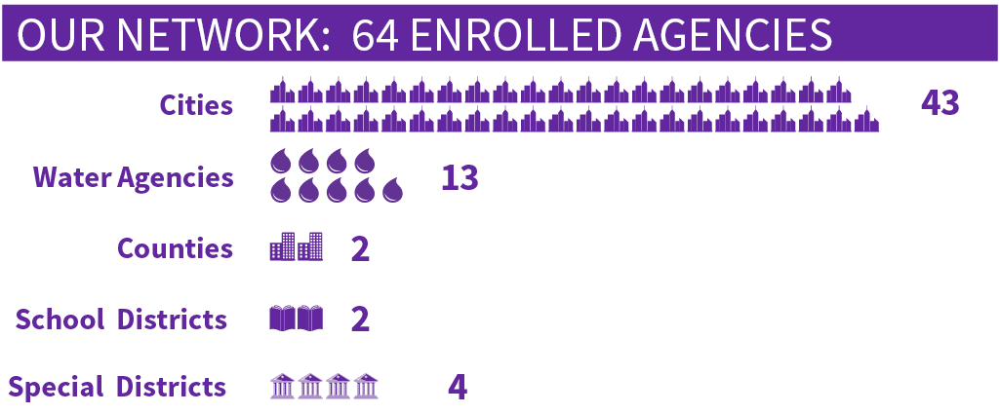 OUR NETWORK: 64 ENROLLED AGENCIES
Cities 43
Water Agencies 13
Counties 2
School Districts 2
Special Districts 4